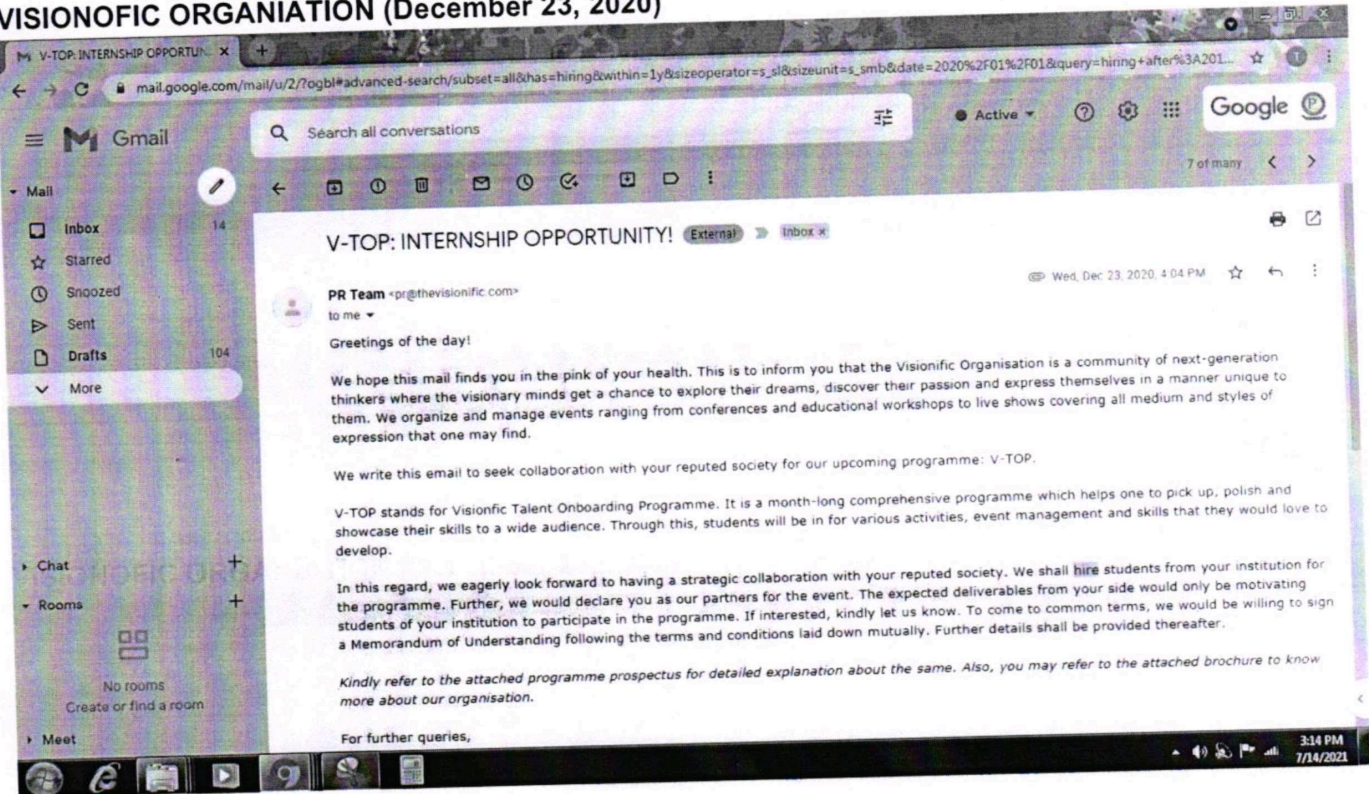 VISIONOFIC ORGANIATION (December 23, 2020)
V-TOP: INTERNSHIP OPPORTUN
mail.google.com/mail/u/2/?ogbl#advanced-search/subset=all&has=hiring&within=1y&sizeoperator=s_sl&sizeunit=s_smb&date=2020%2F01%2F01&query=hiring+after%3A201...
Gmail
Search all conversations
Active
Google
Mail
7 of many
Inbox 14
Starred
Snoozed
Sent
Drafts 104
More
V-TOP: INTERNSHIP OPPORTUNITY! External Inbox x
Wed, Dec 23, 2020, 4:04 PM
PR Team <pr@thevisionific.com>
to me
Greetings of the day!
We hope this mail finds you in the pink of your health. This is to inform you that the Visionific Organisation is a community of next-generation
thinkers where the visionary minds get a chance to explore their dreams, discover their passion and express themselves in a manner unique to
them. We organize and manage events ranging from conferences and educational workshops to live shows covering all medium and styles of
expression that one may find.
We write this email to seek collaboration with your reputed society for our upcoming programme: V-TOP.
V-TOP stands for Visionfic Talent Onboarding Programme. It is a month-long comprehensive programme which helps one to pick up, polish and
showcase their skills to a wide audience. Through this, students will be in for various activities, event management and skills that they would love to
develop.
In this regard, we eagerly look forward to having a strategic collaboration with your reputed society. We shall hire students from your institution for
the programme. Further, we would declare you as our partners for the event. The expected deliverables from your side would only be motivating
students of your institution to participate in the programme. If interested, kindly let us know. To come to common terms, we would be willing to sign
a Memorandum of Understanding following the terms and conditions laid down mutually. Further details shall be provided thereafter.
Kindly refer to the attached programme prospectus for detailed explanation about the same. Also, you may refer to the attached brochure to know
more about our organisation.
For further queries,
Chat
Rooms
No rooms
Create or find a room
Meet
3:14 PM
7/14/2021